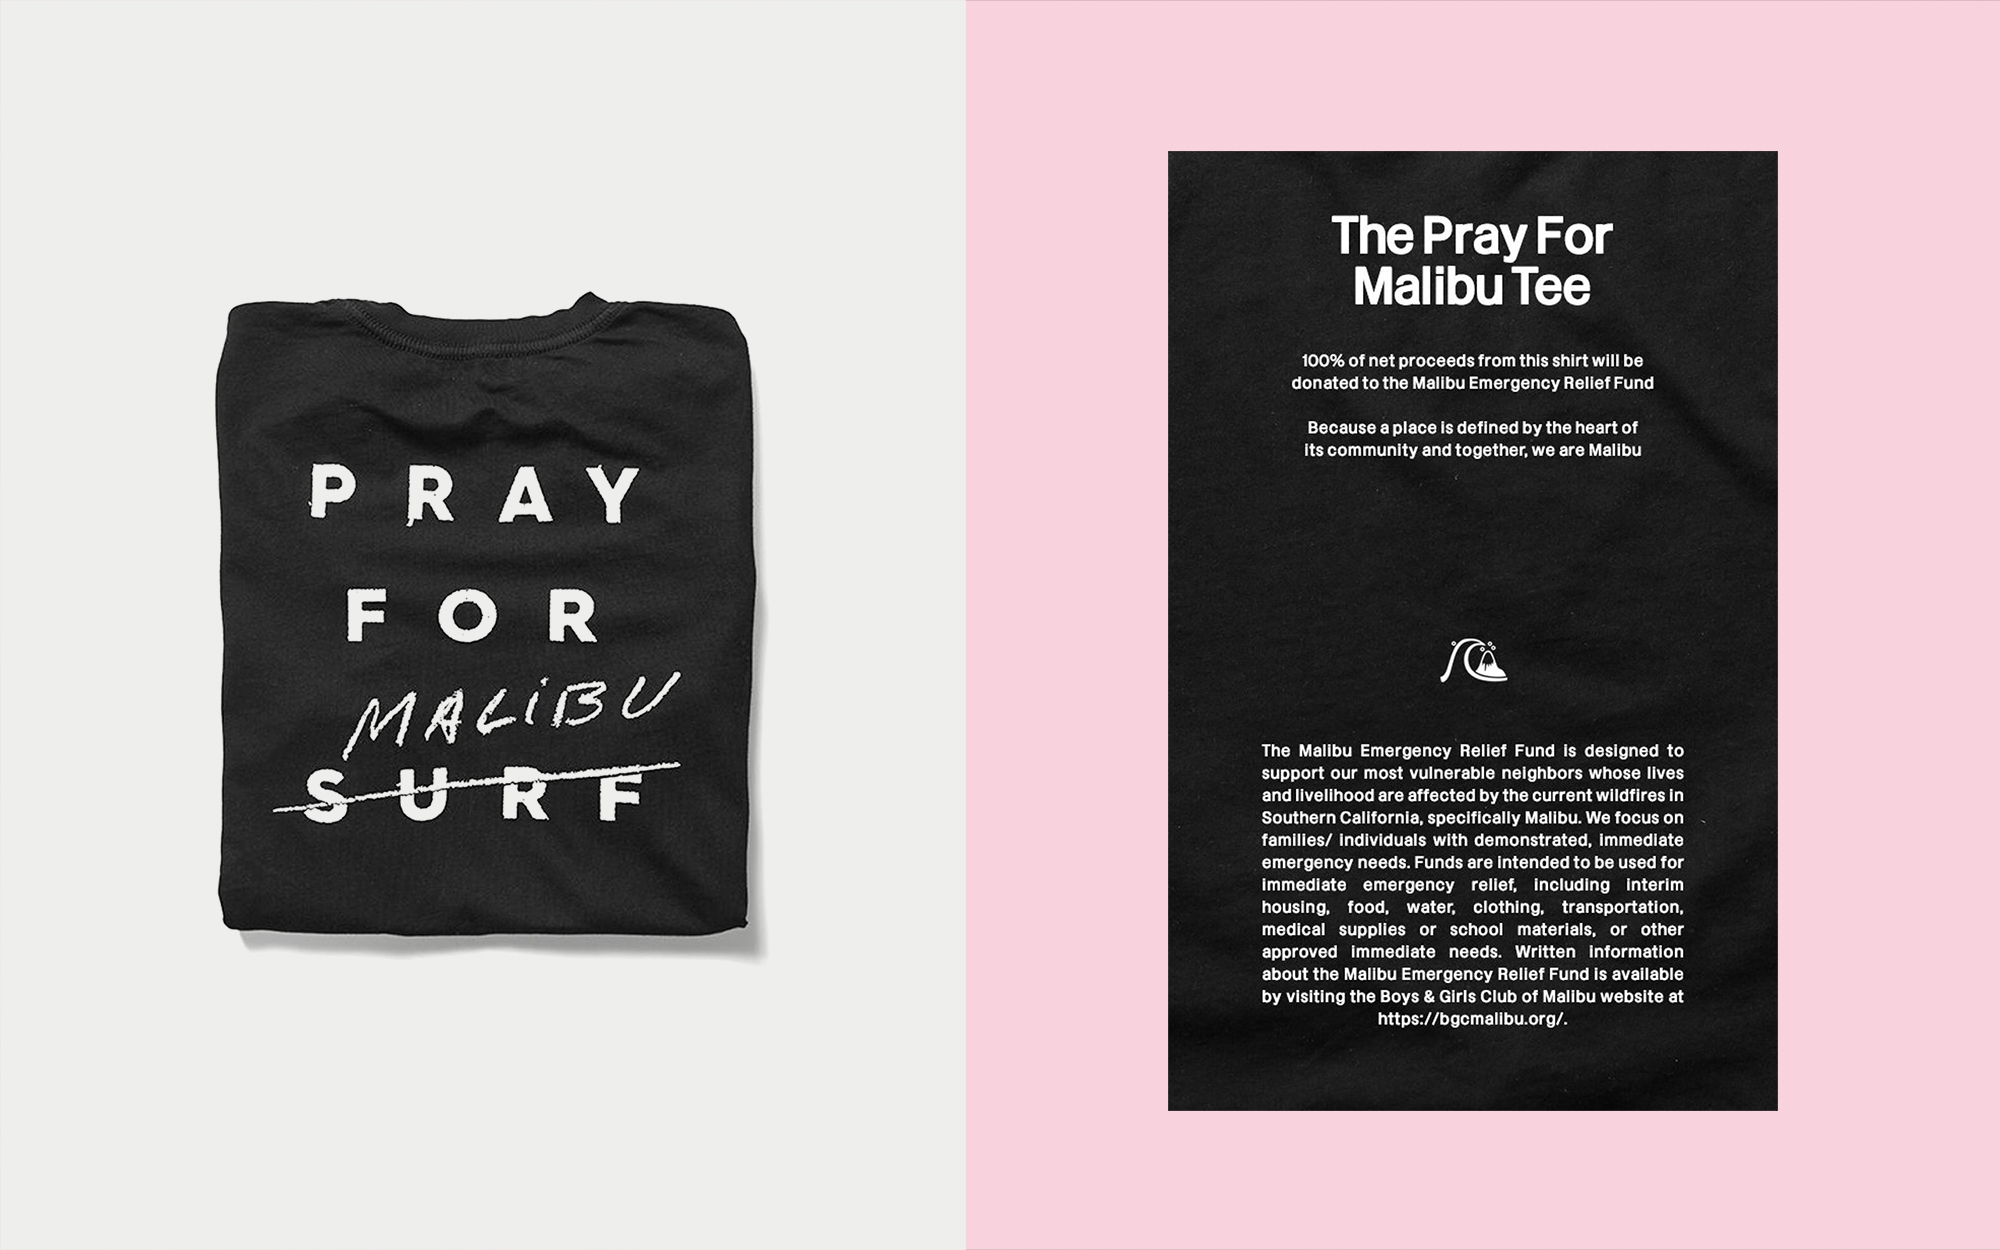 PRAY
FOR
MALiBU
SURF
The Pray For
Malibu Tee
100% of net proceeds from this shirt will be
donated to the Malibu Emergency Relief Fund
Because a place is defined by the heart of
its community and together, we are Malibu
The Malibu Emergency Relief Fund is designed to
support our most vulnerable neighbors whose lives
and livelihood are affected by the current wildfires in
Southern California, specifically Malibu. We focus on
families/ individuals with demonstrated, immediate
emergency needs. Funds are intended to be used for
immediate emergency relief, including interim
housing, food, water, clothing, transportation,
medical supplies or school materials, or other
approved immediate needs. Written information
about the Malibu Emergency Relief Fund is available
by visiting the Boys & Girls Club of Malibu website at
https://bgcmalibu.org/.